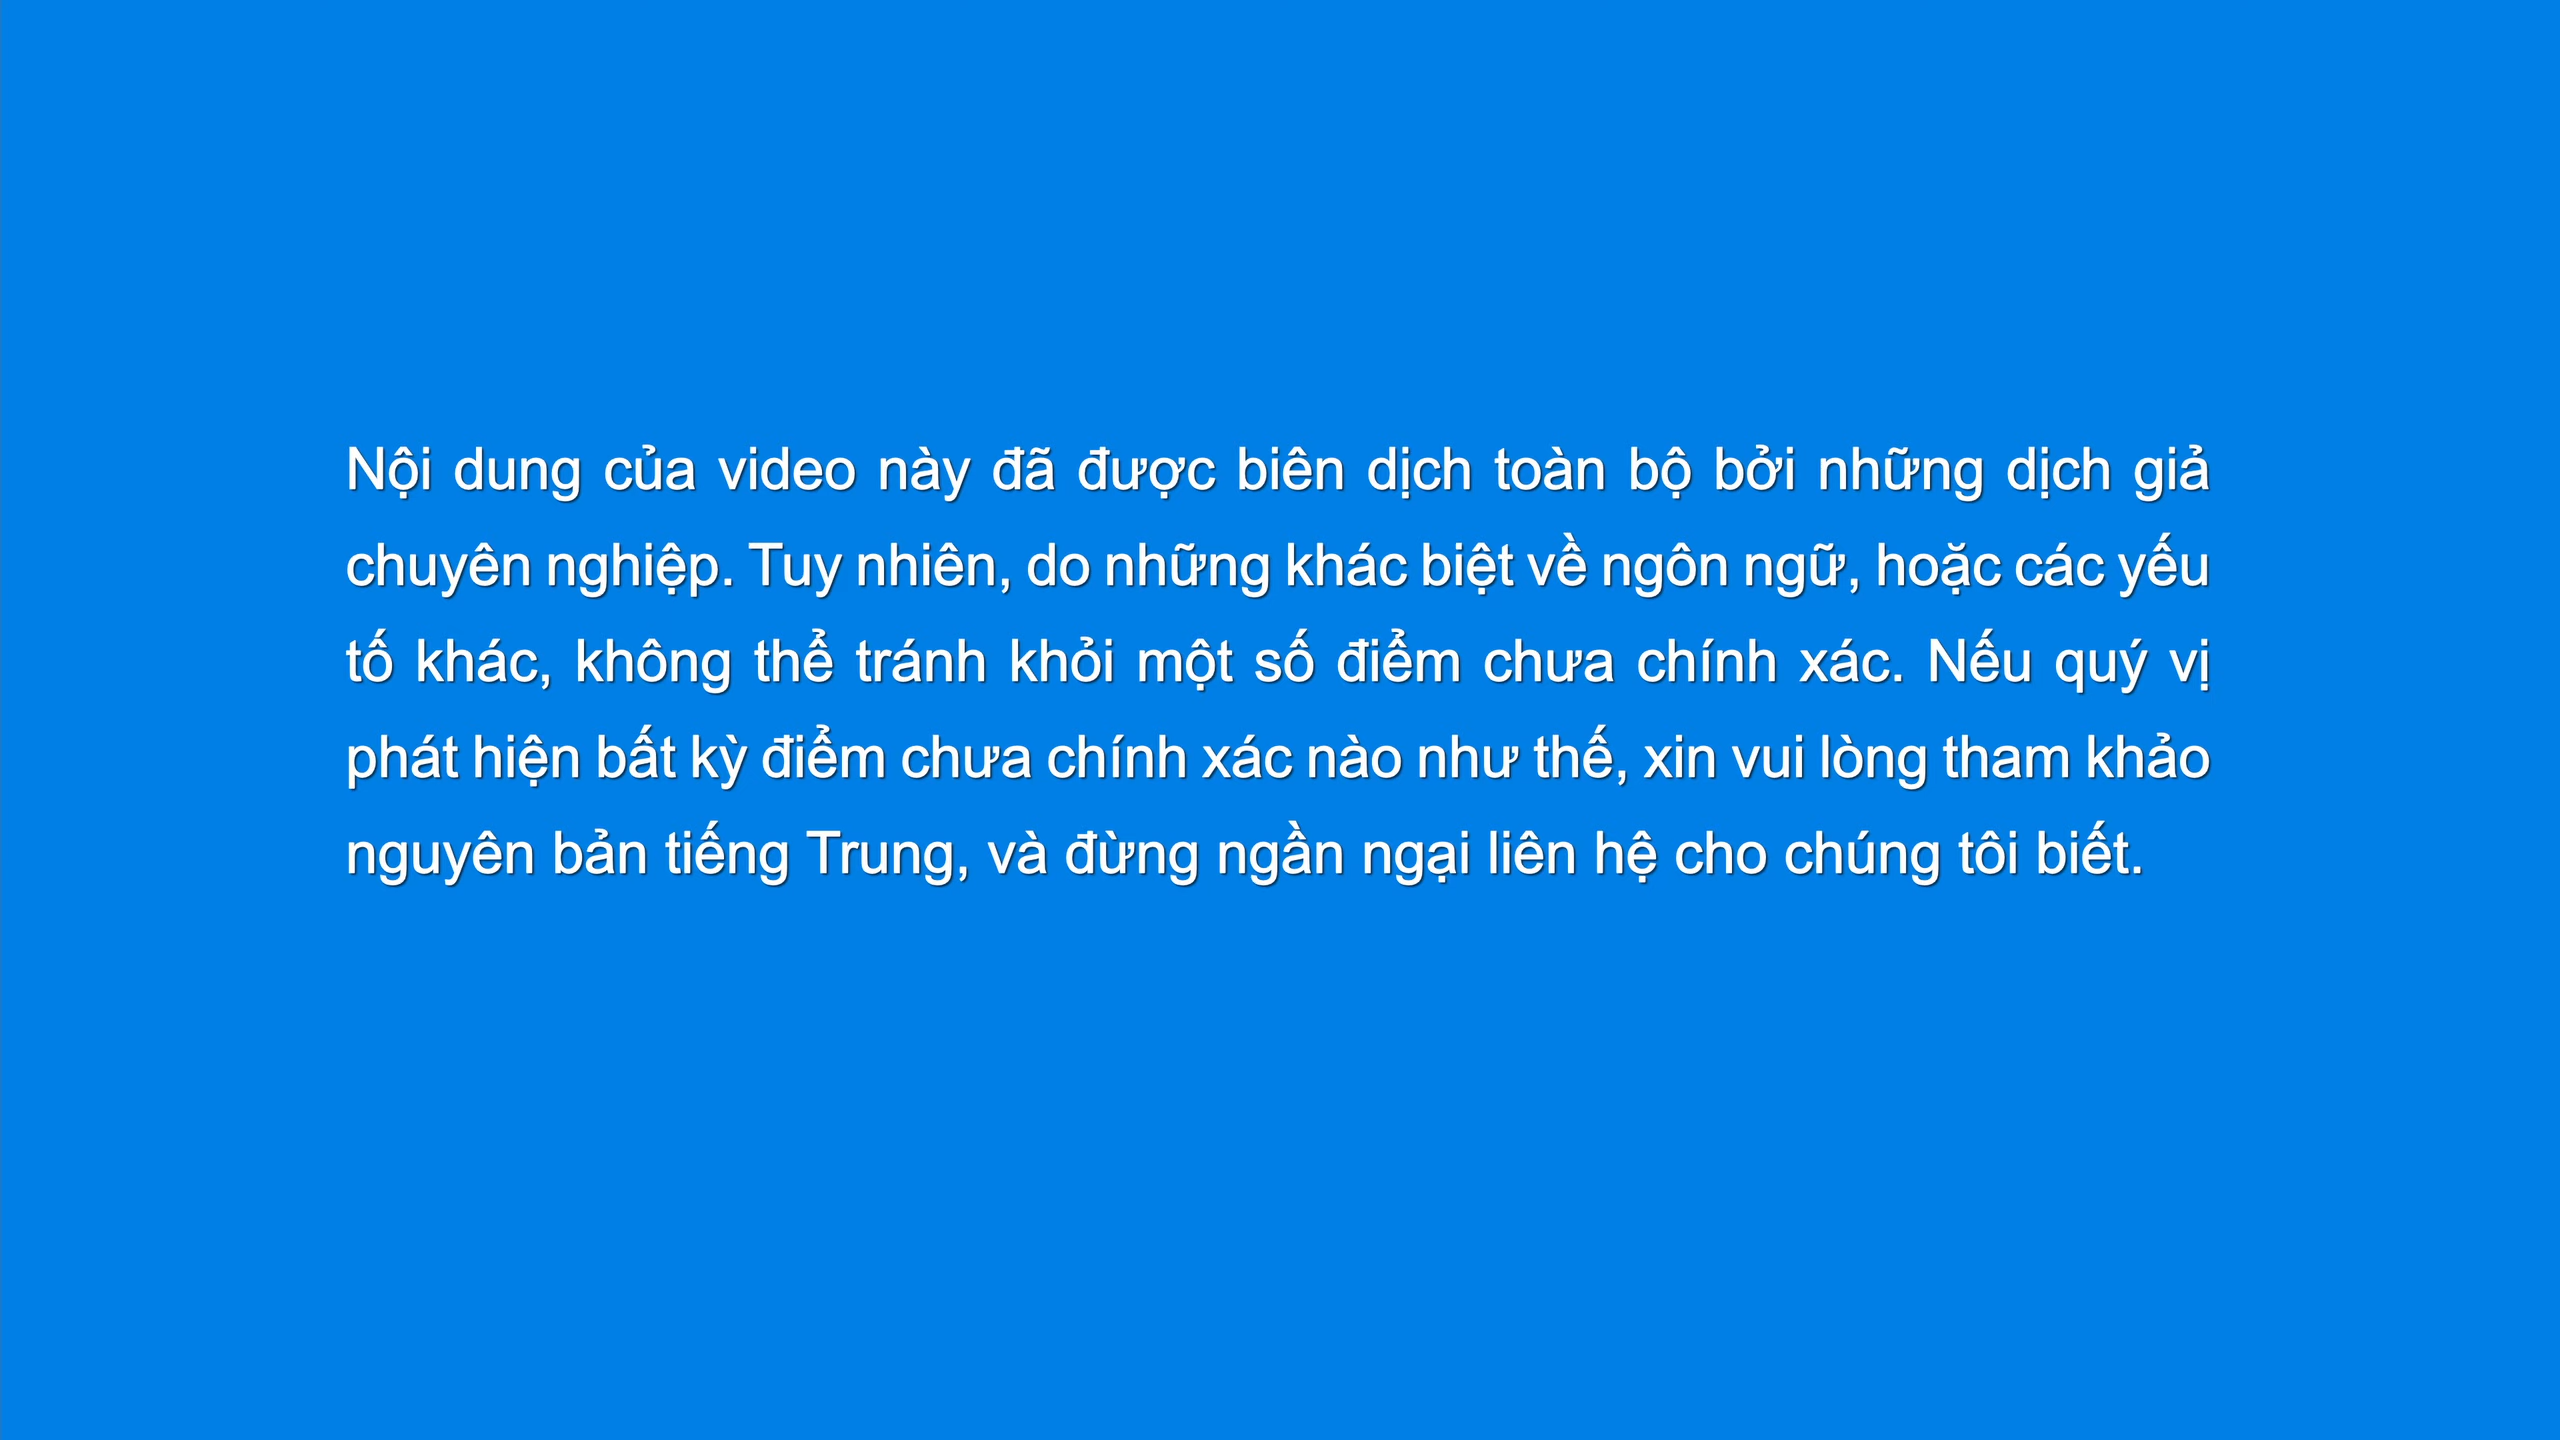 Nội dung của video này đã được biên dịch toàn bộ bởi những dịch giả
chuyên nghiệp. Tuy nhiên, do những khác biệt về ngôn ngữ, hoặc các yếu
tố khác, không thể tránh khỏi một số điểm chưa chính xác. Nếu quý vị
phát hiện bất kỳ điểm chưa chính xác nào như thế, xin vui lòng tham khảo
nguyên bản tiếng Trung, và đừng ngần ngại liên hệ cho chúng tôi biết.